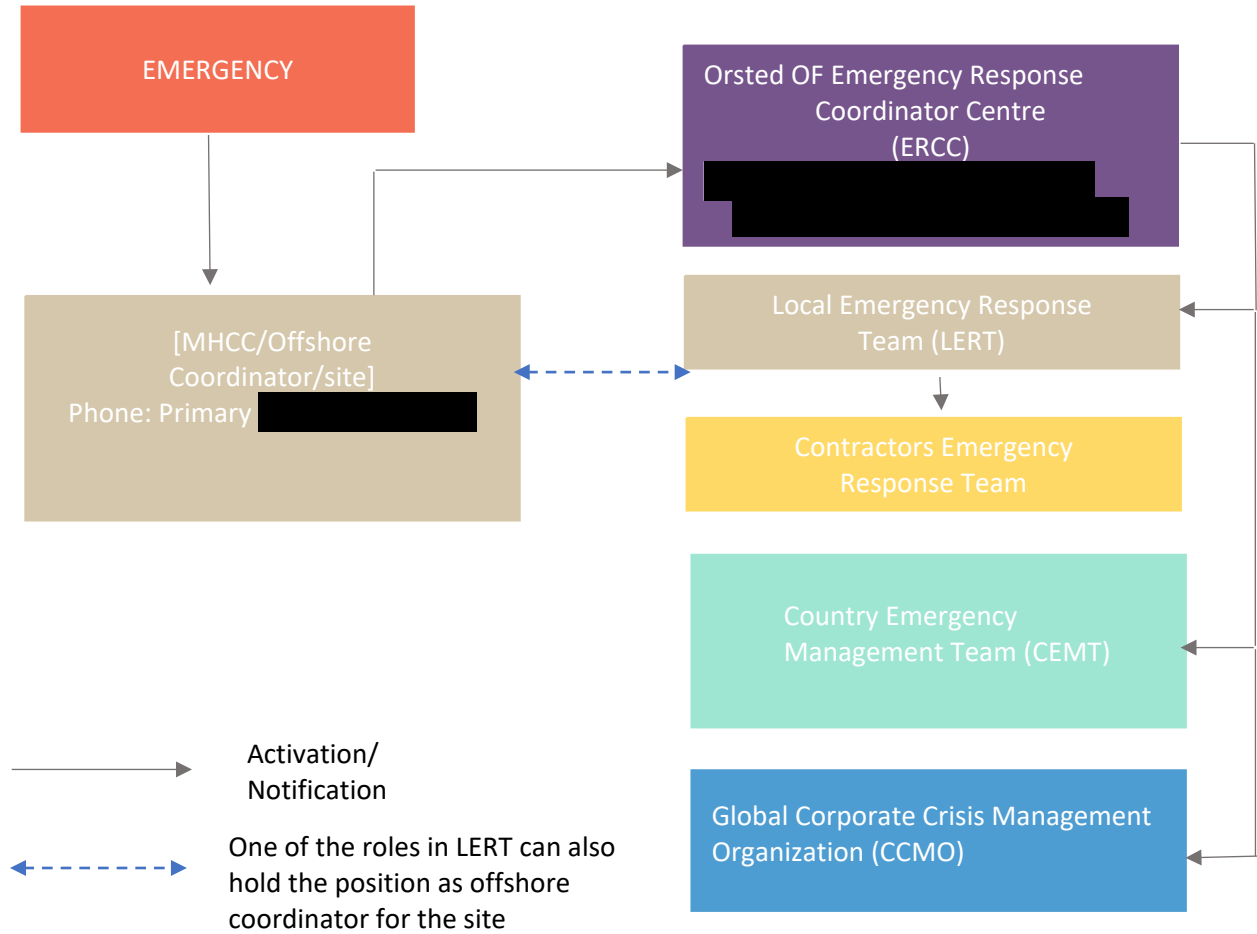 EMERGENCY
Orsted OF Emergency Response
Coordinator Centre
(ERCC)
[MHCC/Offshore
Coordinator/site]
Phone: Primary
Local Emergency Response
Team (LERT)
Contractors Emergency
Response Team
Country Emergency
Management Team (CEMT)
Global Corporate Crisis Management
Organization (CCMO)
Activation/
Notification
One of the roles in LERT can also
hold the position as offshore
coordinator for the site